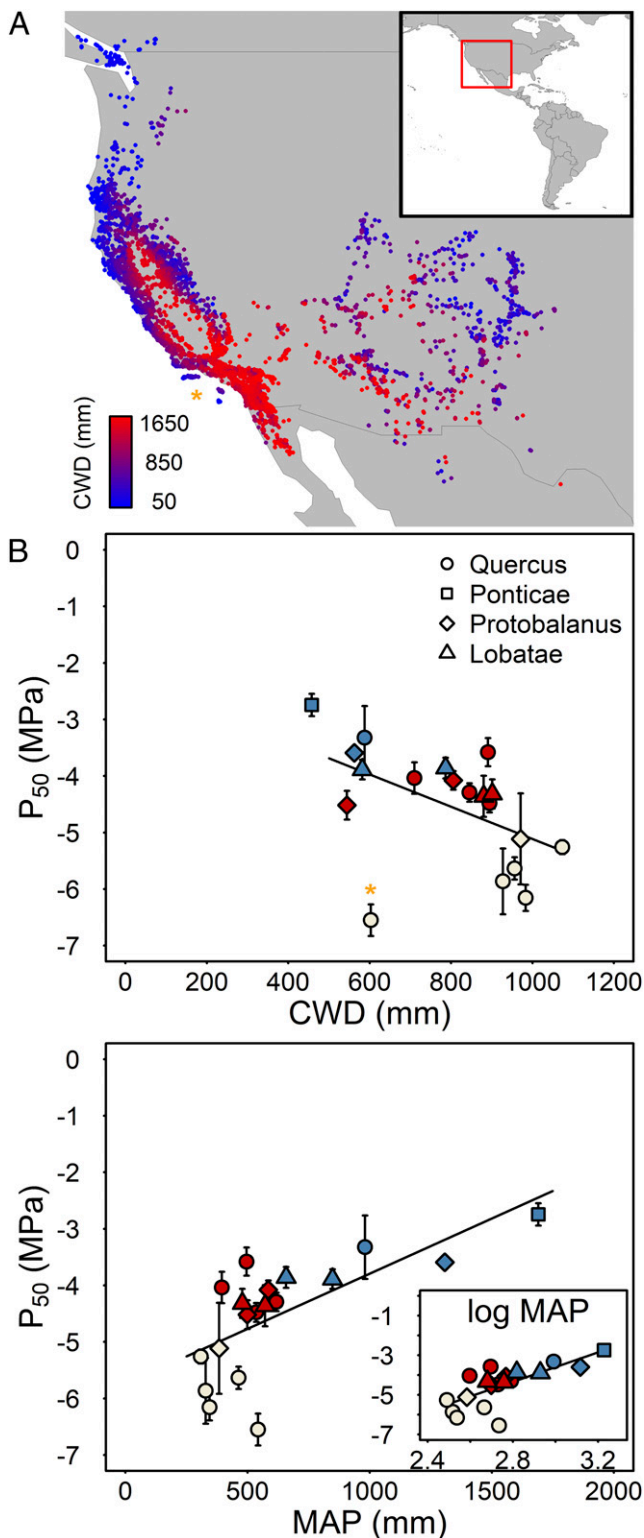 A
*
CWD (mm)
1650
850
50
B
0
-1
-2
-3
-4
-5
-6
-7
P50 (MPa)
Quercus
Ponticae
Protobalanus
Lobatae
*
0 200 400 600 800 1000 1200
CWD (mm)
0
-1
-2
-3
-4
-5
-6
-7
P50 (MPa)
log MAP
-1
-3
-5
-7
2.4 2.8 3.2
0 500 1000 1500 2000
MAP (mm)